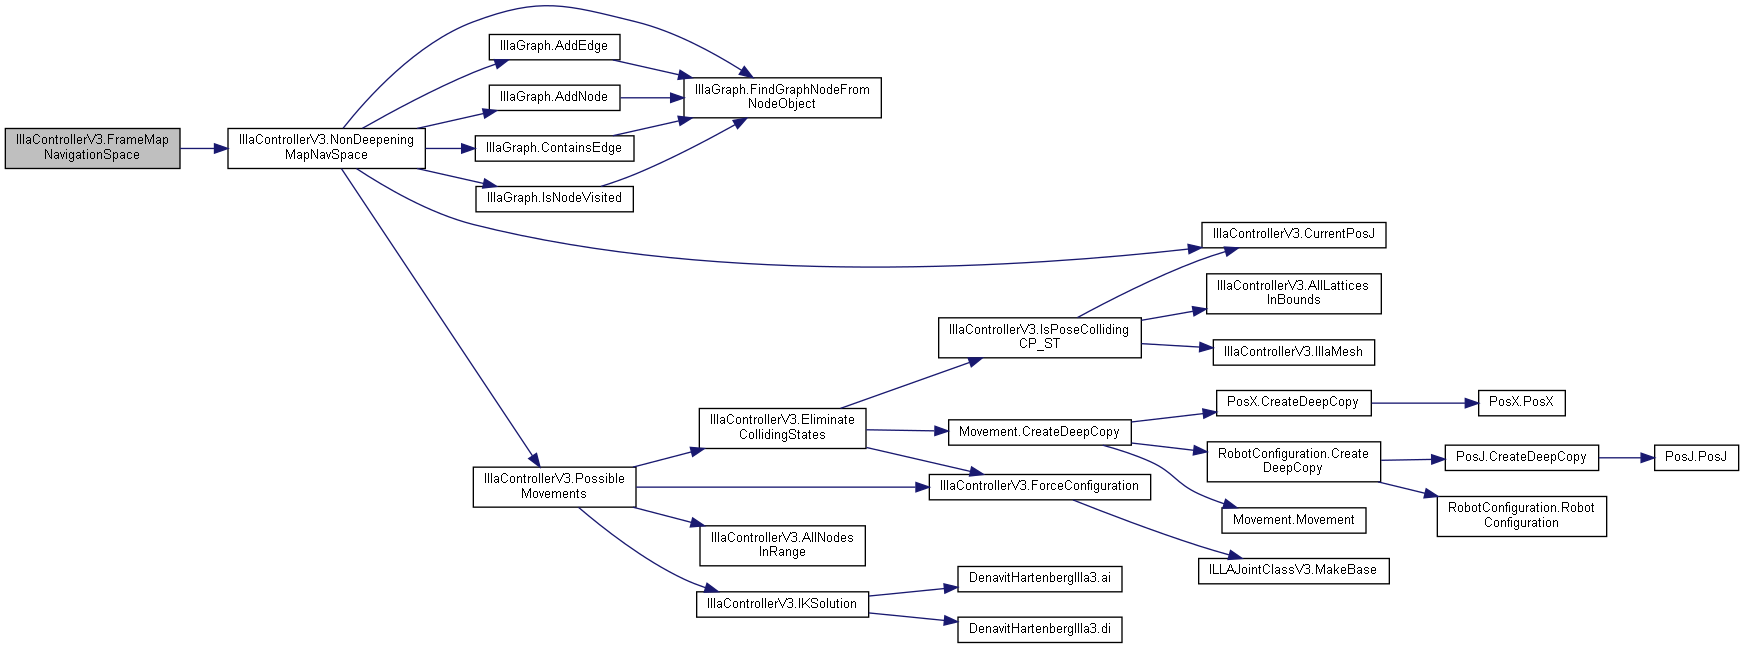 IllaControllerV3.FrameMap
NavigationSpace
IllaControllerV3.NonDeepening
MapNavSpace
IllaGraph.AddEdge
IllaGraph.AddNode
IllaGraph.ContainsEdge
IllaGraph.IsNodeVisited
IllaGraph.FindGraphNodeFrom
NodeObject
IllaControllerV3.CurrentPosJ
IllaControllerV3.AllLattices
InBounds
IllaControllerV3.IsPoseColliding
CP_ST
IllaControllerV3.IllaMesh
IllaControllerV3.Eliminate
CollidingStates
Movement.CreateDeepCopy
PosX.CreateDeepCopy
PosX.PosX
RobotConfiguration.Create
DeepCopy
PosJ.CreateDeepCopy
PosJ.PosJ
RobotConfiguration.Robot
Configuration
Movement.Movement
IllaControllerV3.Possible
Movements
IllaControllerV3.ForceConfiguration
ILLAJointClassV3.MakeBase
IllaControllerV3.AllNodes
InRange
IllaControllerV3.IKSolution
DenavitHartenbergIlla3.ai
DenavitHartenbergIlla3.di